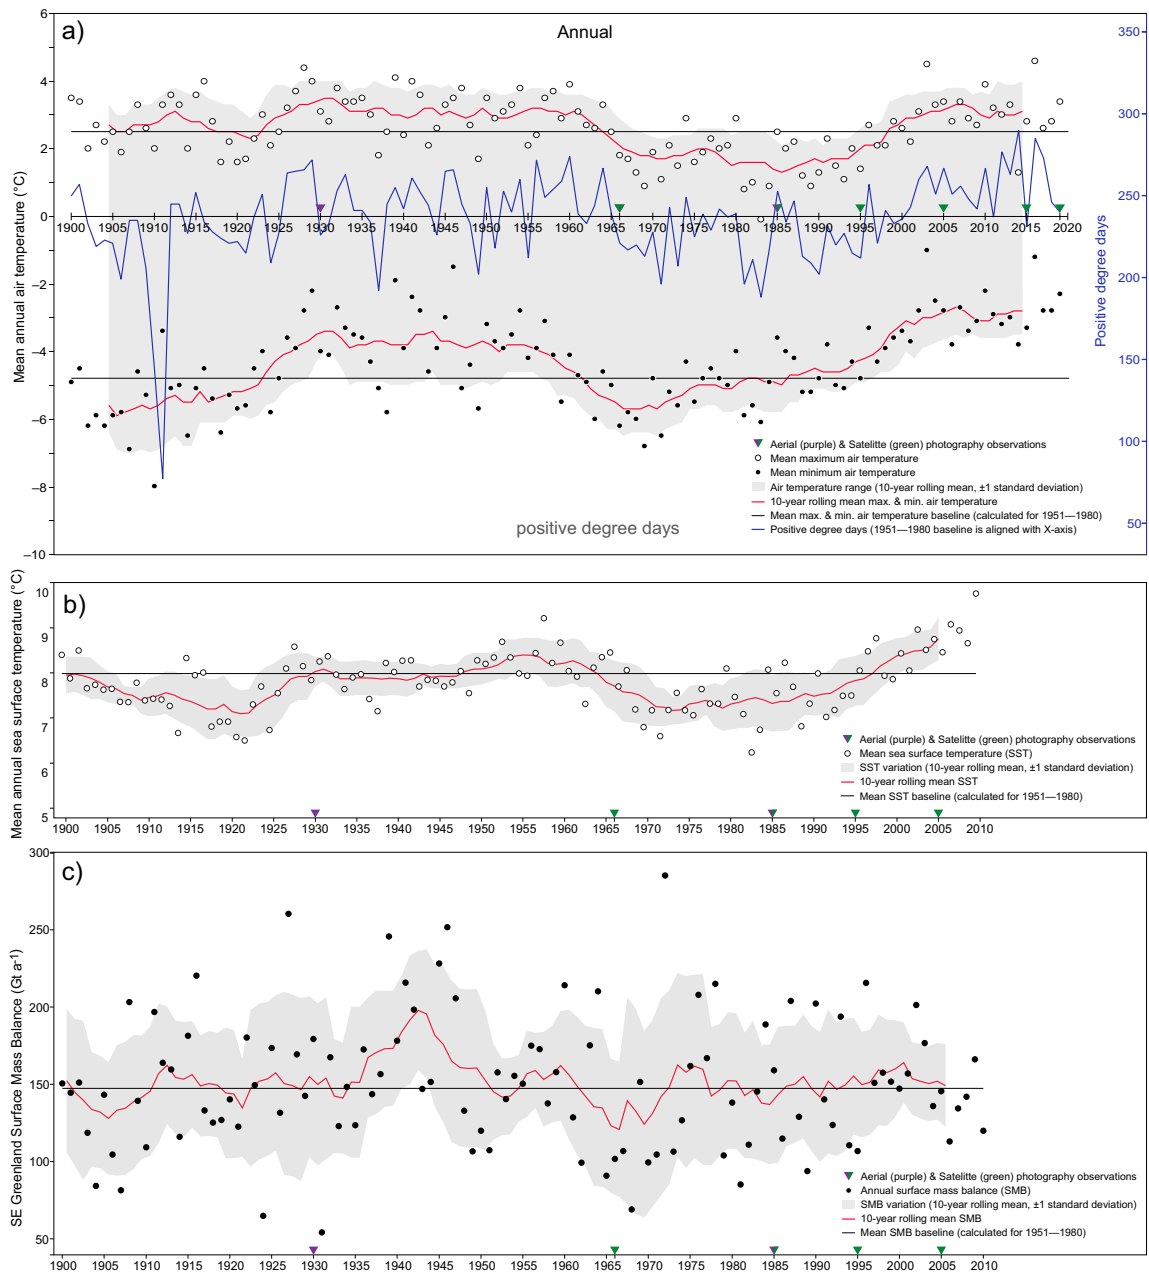 a)
Annual
Mean annual air temperature (°C)
6
4
2
0
–2
–4
–6
–8
–10
350
300
250
200
150
100
50
Positive degree days
1900 1905 1910 1915 1920 1925 1930 1935 1940 1945 1950 1955 1960 1965 1970 1975 1980 1985 1990 1995 2000 2005 2010 2015 2020
Aerial (purple) & Satelitte (green) photography observations
Mean maximum air temperature
Mean minimum air temperature
Air temperature range (10-year rolling mean, ±1 standard deviation)
10-year rolling mean max. & min. air temperature
Mean max. & min. air temperature baseline (calculated for 1951—1980)
Positive degree days (1951—1980 baseline is aligned with X-axis)
positive degree days
b)
Mean annual sea surface temperature (°C)
10
9
8
7
6
5
Aerial (purple) & Satelitte (green) photography observations
Mean sea surface temperature (SST)
SST variation (10-year rolling mean, ±1 standard deviation)
10-year rolling mean SST
Mean SST baseline (calculated for 1951—1980)
1900 1905 1910 1915 1920 1925 1930 1935 1940 1945 1950 1955 1960 1965 1970 1975 1980 1985 1990 1995 2000 2005 2010
c)
SE Greenland Surface Mass Balance (Gt a-1)
300
250
200
150
100
50
Aerial (purple) & Satelitte (green) photography observations
Annual surface mass balance (SMB)
SMB variation (10-year rolling mean, ±1 standard deviation)
10-year rolling mean SMB
Mean SMB baseline (calculated for 1951—1980)
1900 1905 1910 1915 1920 1925 1930 1935 1940 1945 1950 1955 1960 1965 1970 1975 1980 1985 1990 1995 2000 2005 2010